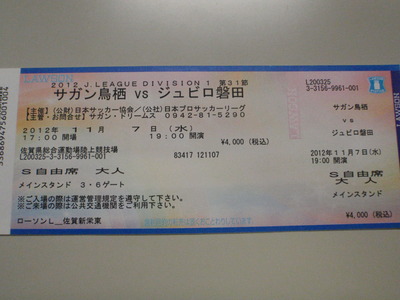 2012 J.LEAGUE DIVISION 1 第31節
サガン鳥栖 vs ジュビロ磐田
【主催】(公財)日本サッカー協会/(公社)日本プロサッカーリーグ
【主管・お問合せ】サガン・ドリームス 0942-81-5290
2012年 11月 7日(水)
17:00 開場 19:00 開演
佐賀県総合運動場陸上競技場 ¥4,000(税込)
L200325-3-3156-9961-001 83417 121107
S自由席 大人
メインスタンド 3・6ゲート
※ご入場の際は運営管理規定を遵守して下さい。
※ご来場の際は公共交通機関をご利用下さい。
ローソンL__佐賀新栄東
L200325
3-3156-9961-001
サガン鳥栖
vs
ジュビロ磐田
2012年11月7日(水)
19:00 開演
S自由席
大人
メインスタンド
¥4,000(税込)